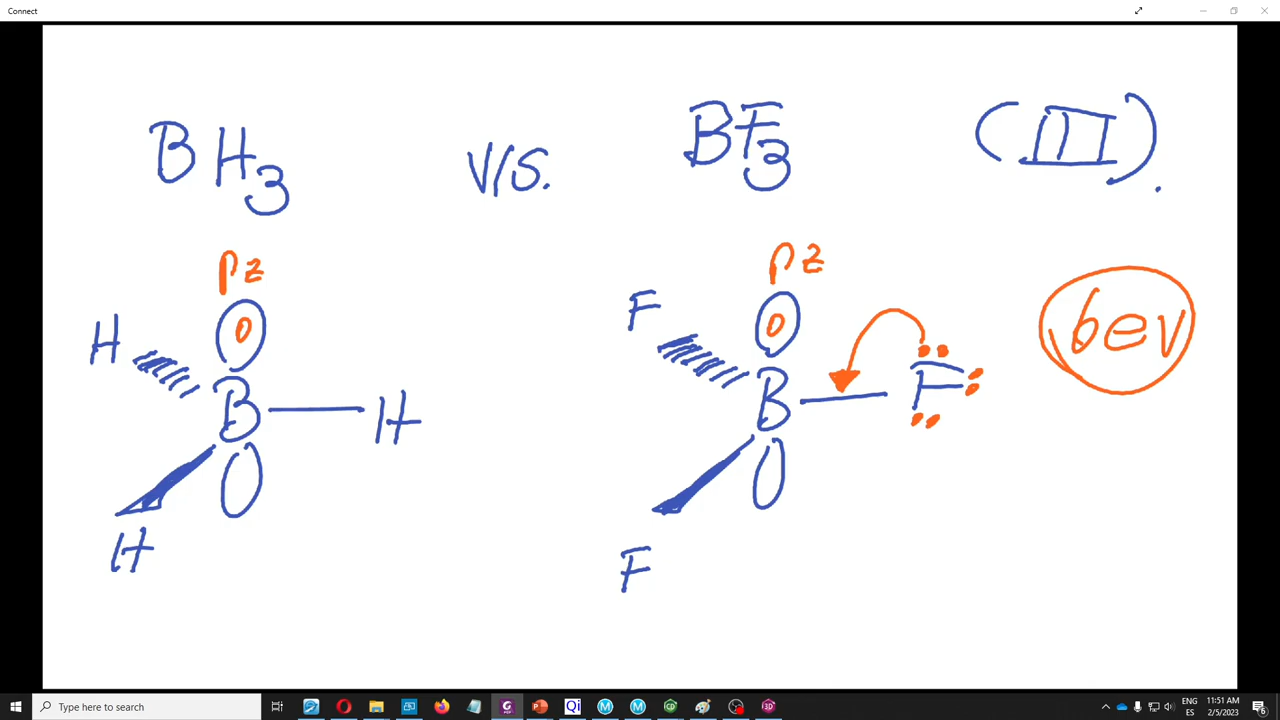 Connect
BH3 V/S. BF3 (III).
pz pz
H B H
H
F B F
F
bev
Type here to search
ENG 11:51 AM
ES 2/5/2023